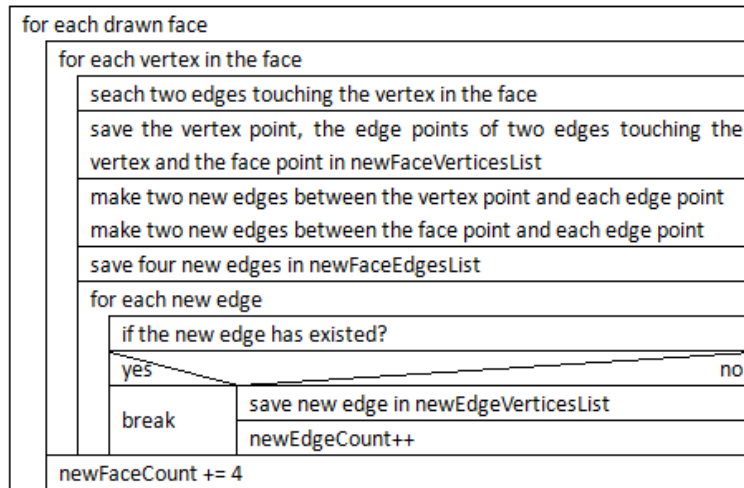 for each drawn face
for each vertex in the face
seach two edges touching the vertex in the face
save the vertex point, the edge points of two edges touching the
vertex and the face point in newFaceVerticesList
make two new edges between the vertex point and each edge point
make two new edges between the face point and each edge point
save four new edges in newFaceEdgesList
for each new edge
if the new edge has existed?
yes no
break
save new edge in newEdgeVerticesList
newEdgeCount++
newFaceCount += 4